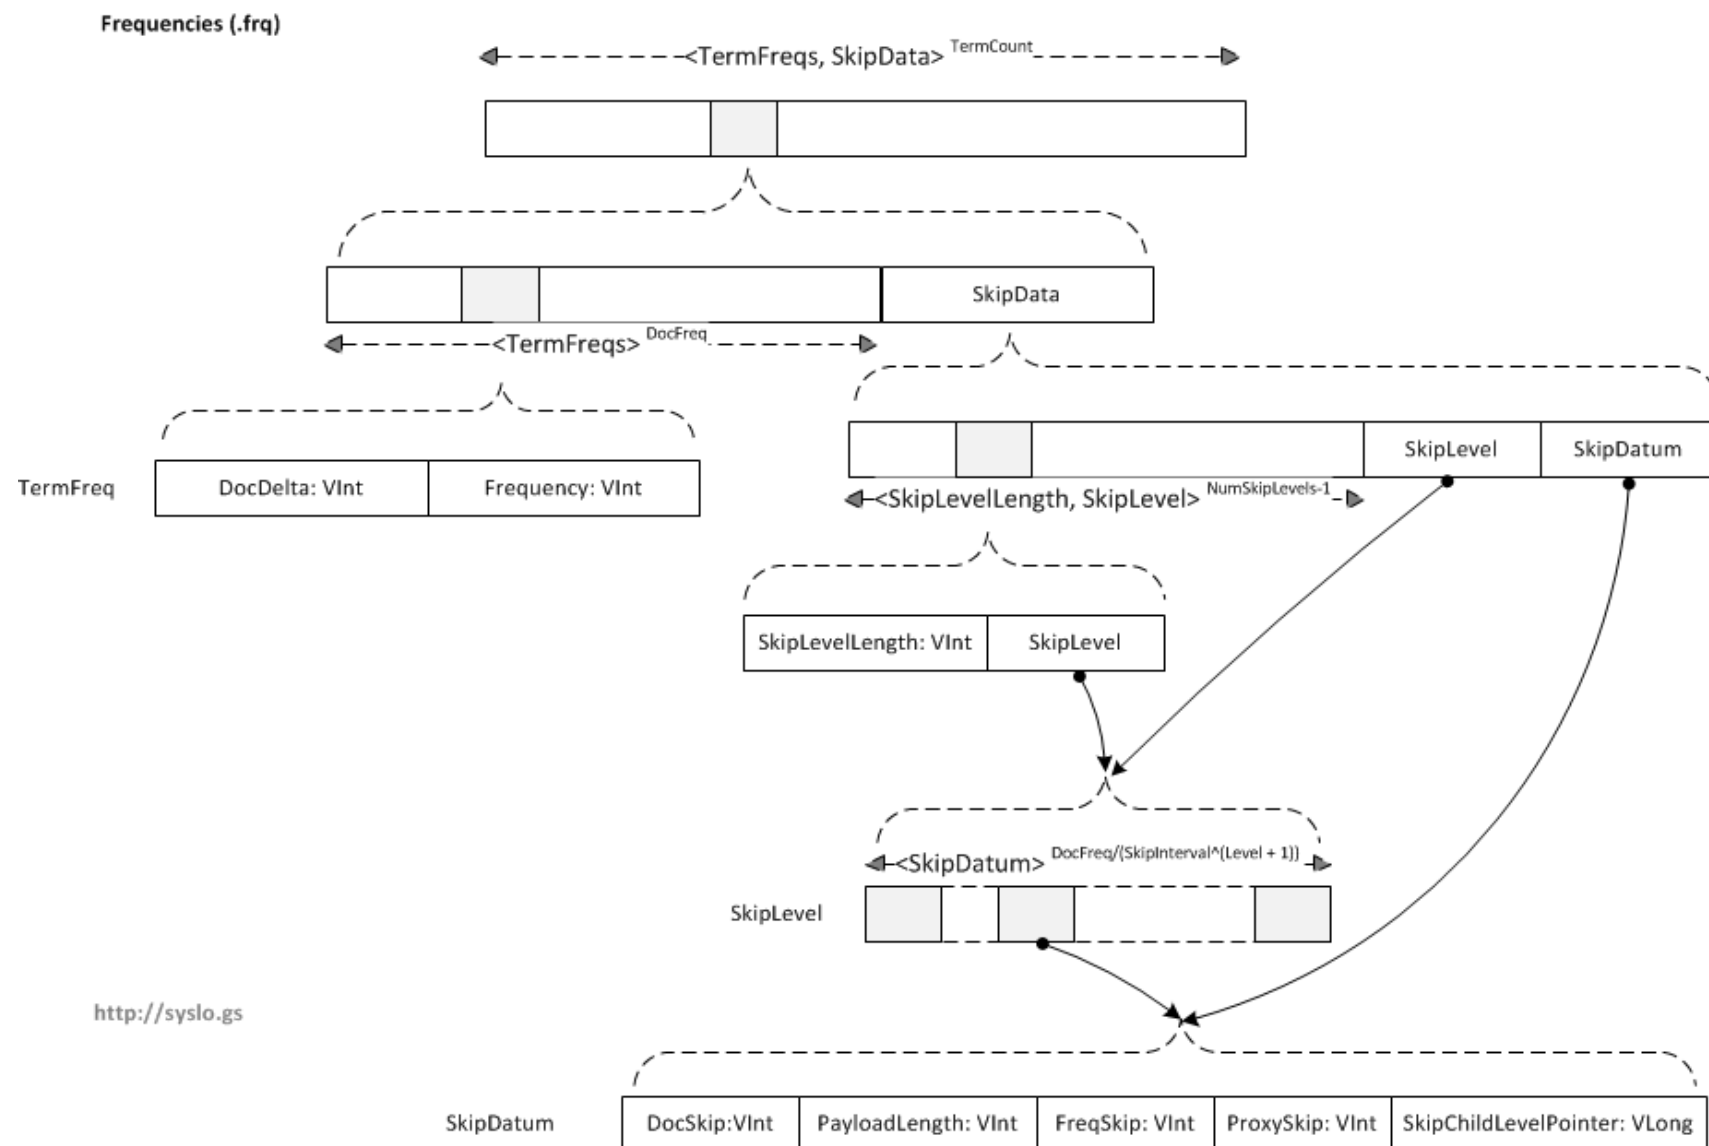 Frequencies (.frq)
<TermFreqs, SkipData> TermCount
SkipData
<TermFreqs> DocFreq
SkipLevel SkipDatum
TermFreq DocDelta: VInt Frequency: VInt
<SkipLevelLength, SkipLevel> NumSkipLevels-1
SkipLevelLength: VInt SkipLevel
<SkipDatum> DocFreq/(SkipInterval^(Level + 1))
SkipLevel
http://syslo.gs
SkipDatum DocSkip:VInt PayloadLength: VInt FreqSkip: VInt ProxySkip: VInt SkipChildLevelPointer: VLong